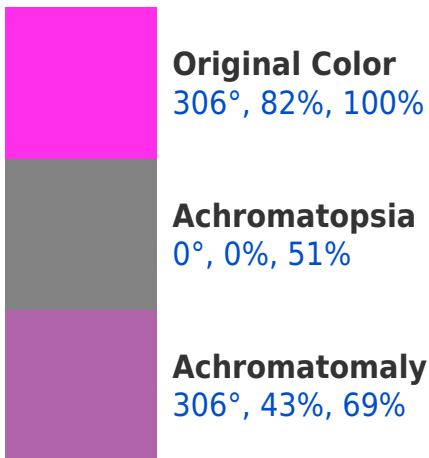 Original Color
306°, 82%, 100%
Achromatopsia
0°, 0%, 51%
Achromatomaly
306°, 43%, 69%